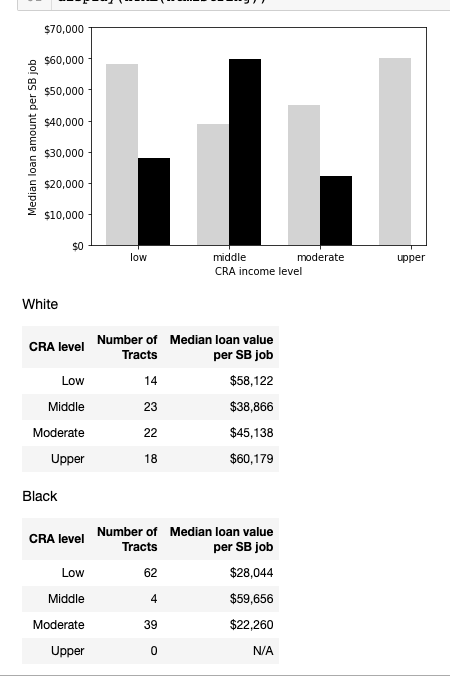 $70,000
$60,000
$50,000
$40,000
$30,000
$20,000
$10,000
$0
Median loan amount per SB job
low middle moderate upper
CRA income level
White
CRA level Number of Tracts Median loan value per SB job
Low 14 $58,122
Middle 23 $38,866
Moderate 22 $45,138
Upper 18 $60,179
Black
CRA level Number of Tracts Median loan value per SB job
Low 62 $28,044
Middle 4 $59,656
Moderate 39 $22,260
Upper 0 N/A